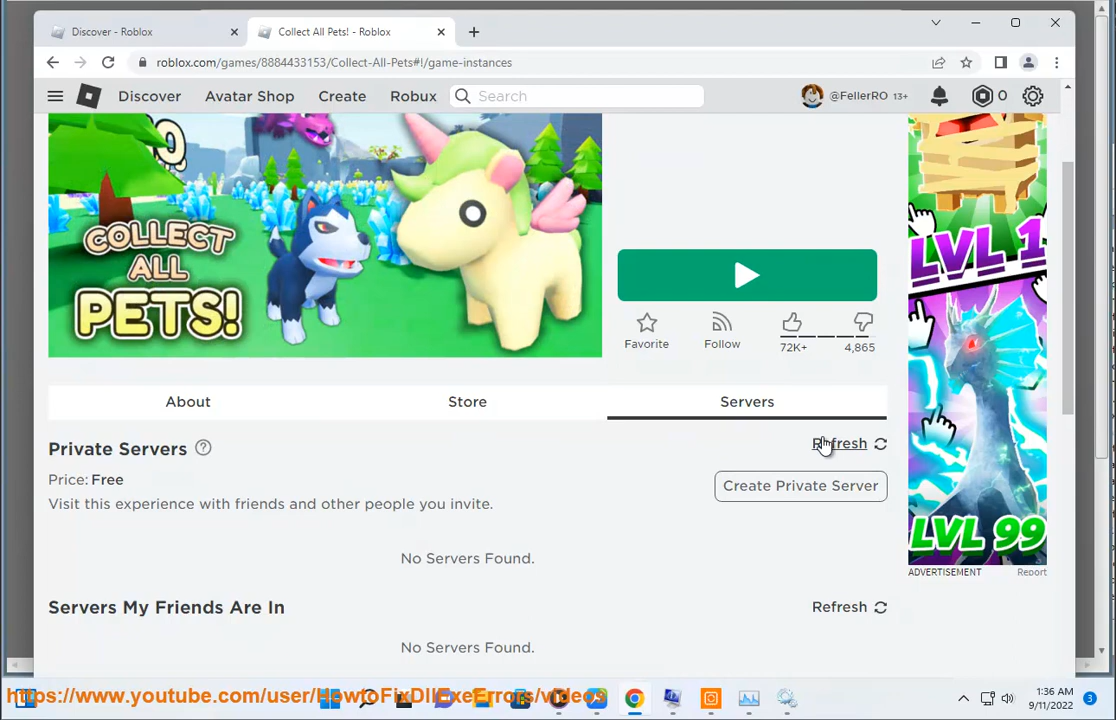 Discover - Roblox
Collect All Pets! - Roblox
roblox.com/games/8884433153/Collect-All-Pets#!/game-instances
Discover Avatar Shop Create Robux Search @FellerRO 13+ 0
COLLECT
ALL
PETS!
LVL 1
LVL 99
Favorite Follow 72K+ 4,865
ADVERTISEMENT Report
About Store Servers
Private Servers Refresh
Price: Free
Create Private Server
Visit this experience with friends and other people you invite.
No Servers Found.
Servers My Friends Are In Refresh
No Servers Found.
https://www.youtube.com/user/HowtoFixDllExeErrors/videos
1:36 AM
9/11/2022
3